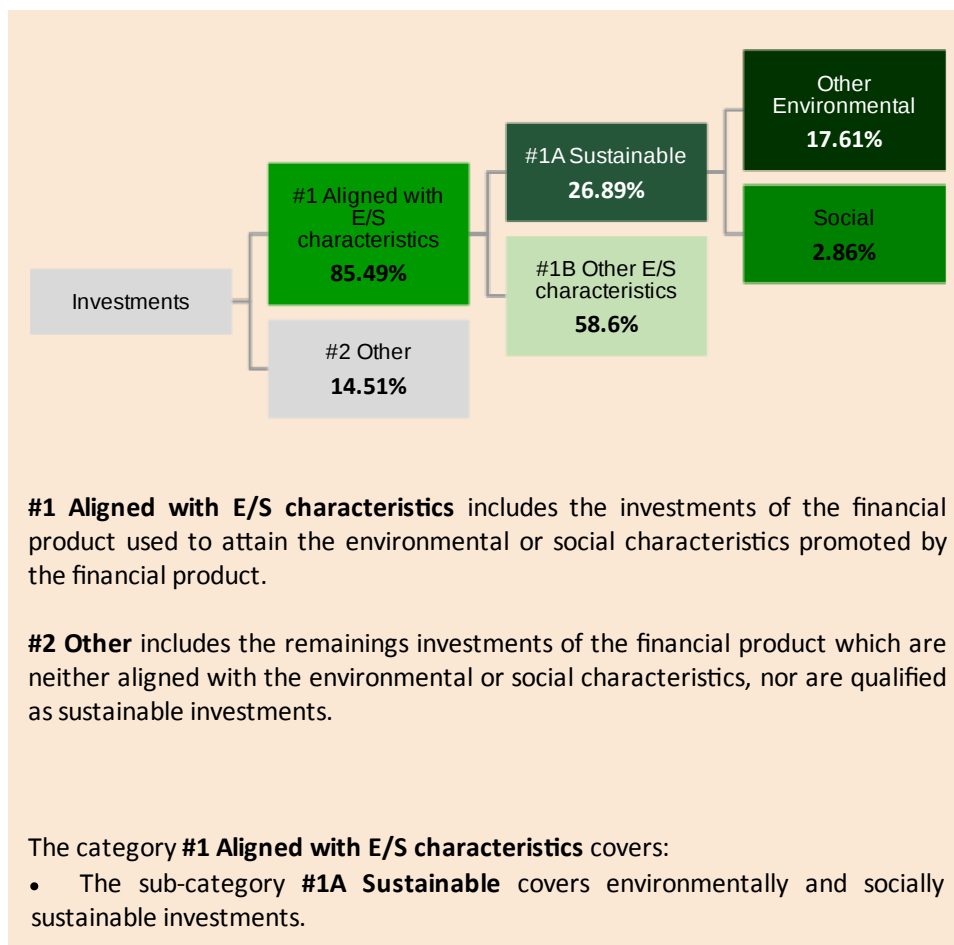 Investments
#1 Aligned with
E/S
characteristics
85.49%
#2 Other
14.51%
#1A Sustainable
26.89%
#1B Other E/S
characteristics
58.6%
Other
Environmental
17.61%
Social
2.86%
#1 Aligned with E/S characteristics includes the investments of the financial
product used to attain the environmental or social characteristics promoted by
the financial product.
#2 Other includes the remainings investments of the financial product which are
neither aligned with the environmental or social characteristics, nor are qualified
as sustainable investments.
The category #1 Aligned with E/S characteristics covers:
• The sub-category #1A Sustainable covers environmentally and socially
sustainable investments.